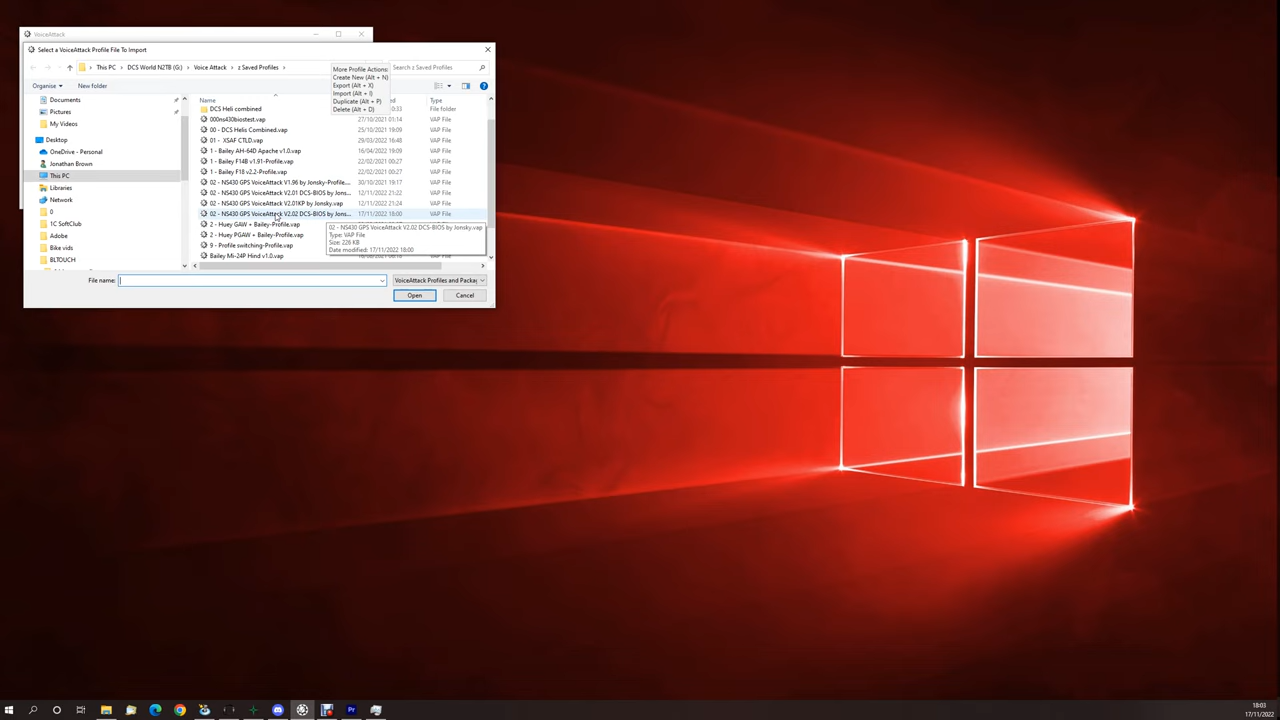 VoiceAttack
Select a VoiceAttack Profile File To Import
This PC > DCS World N2TB (G:) > Voice Attack > z Saved Profiles >
Search z Saved Profiles
More Profile Actions:
Create New (Alt + N)
Export (Alt + X)
Import (Alt + I)
Duplicate (Alt + P)
Delete (Alt + D)
Organise
New folder
Name
Type
Documents
Pictures
My Videos
Desktop
OneDrive - Personal
Jonathan Brown
This PC
Libraries
Network
0
1C SoftClub
Adobe
Bike vids
BLTOUCH
DCS Heli combined
File folder
000ns430biostest.vap 27/10/2021 01:14 VAP File
00 - DCS Helis Combined.vap 25/10/2021 19:09 VAP File
01 - XSAF CTLD.vap 29/03/2022 16:48 VAP File
1 - Bailey AH-64D Apache v1.0.vap 16/04/2022 19:09 VAP File
1 - Bailey F14B v1.91-Profile.vap 22/02/2021 00:27 VAP File
1 - Bailey F18 v2.2-Profile.vap 22/02/2021 00:27 VAP File
02 - NS430 GPS VoiceAttack V1.96 by Jonsky-Profile.... 30/10/2021 19:17 VAP File
02 - NS430 GPS VoiceAttack V2.01 DCS-BIOS by Jons... 12/11/2022 21:22 VAP File
02 - NS430 GPS VoiceAttack V2.01KP by Jonsky.vap 12/11/2022 21:24 VAP File
02 - NS430 GPS VoiceAttack V2.02 DCS-BIOS by Jons... 17/11/2022 18:00 VAP File
2 - Huey GAW + Bailey-Profile.vap
2 - Huey PGAW + Bailey-Profile.vap
9 - Profile switching-Profile.vap
Bailey Mi-24P Hind v1.0.vap
02 - NS430 GPS VoiceAttack V2.02 DCS-BIOS by Jonsky.vap
Type: VAP File
Size: 226 KB
Date modified: 17/11/2022 18:00
File name:
VoiceAttack Profiles and Packag
Open
Cancel
18:03
17/11/2022